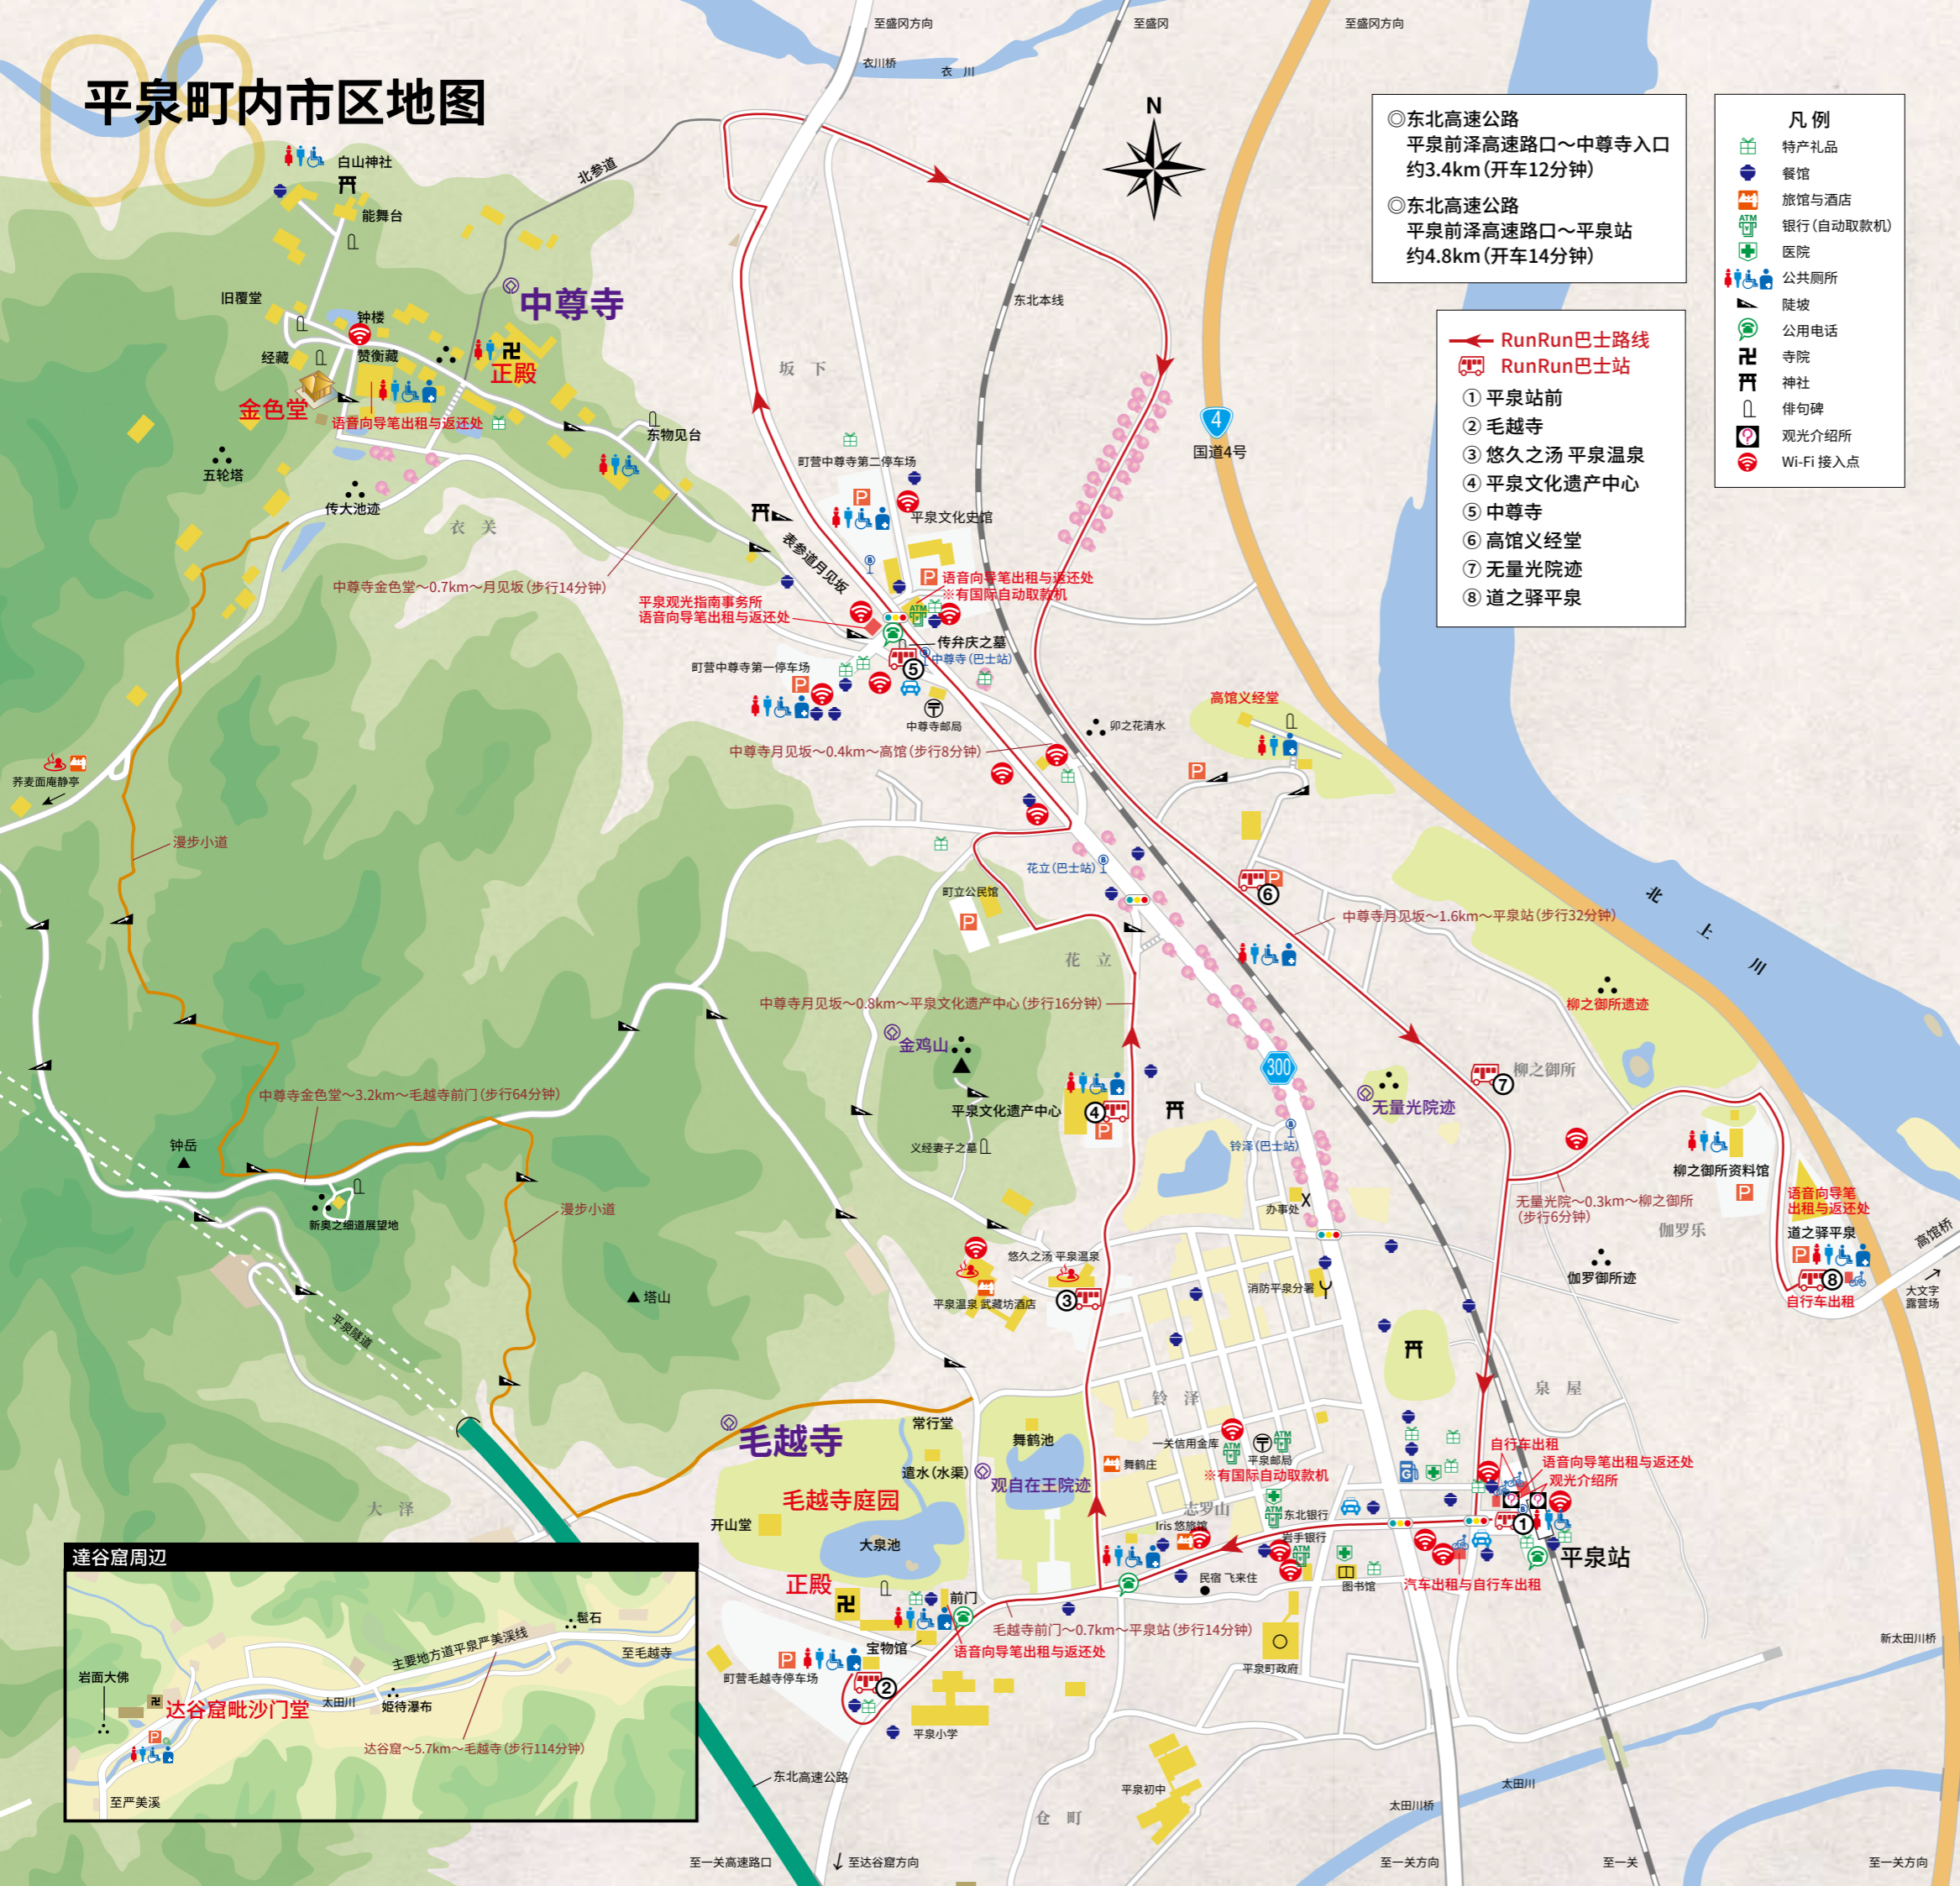 平泉町内市区地图
至盛冈方向
至盛冈
至盛冈方向
衣川桥
衣 川
N
◎东北高速公路
平泉前泽高速路口～中尊寺入口
约3.4km(开车12分钟)
◎东北高速公路
平泉前泽高速路口～平泉站
约4.8km(开车14分钟)
凡例
特产礼品
餐馆
旅馆与酒店
ATM
银行(自动取款机)
医院
公共厕所
陡坡
公用电话
寺院
神社
俳句碑
观光介绍所
Wi-Fi 接入点
RunRun巴士路线
RunRun巴士站
① 平泉站前
② 毛越寺
③ 悠久之汤 平泉温泉
④ 平泉文化遗产中心
⑤ 中尊寺
⑥ 高馆义经堂
⑦ 无量光院迹
⑧ 道之驿平泉
白山神社
北参道
能舞台
中尊寺
旧覆堂
钟楼
经藏
赞衡藏
正殿
金色堂
语音向导笔出租与返还处
东物见台
五轮塔
传大池迹
衣 关
坂 下
东北本线
4
国道4号
町营中尊寺第二停车场
P
平泉文化史馆
表参道月见坂
中尊寺金色堂～0.7km～月见坂(步行14分钟)
P
语音向导笔出租与返还处
※有国际自动取款机
平泉观光指南事务所
语音向导笔出租与返还处
ATM
传弁庆之墓
中尊寺(巴士站)
⑤
町营中尊寺第一停车场
P
中尊寺邮局
高馆义经堂
卯之花清水
中尊寺月见坂～0.4km～高馆(步行8分钟)
P
荞麦面庵静亭
漫步小道
花立(巴士站)
町立公民馆
P
P
⑥
中尊寺月见坂～1.6km～平泉站(步行32分钟)
北 上 川
花 立
柳之御所遗迹
中尊寺月见坂～0.8km～平泉文化遗产中心(步行16分钟)
金鸡山
300
柳之御所
⑦
无量光院迹
中尊寺金色堂～3.2km～毛越寺前门(步行64分钟)
平泉文化遗产中心
④
P
义经妻子之墓
铃泽(巴士站)
钟岳
柳之御所资料馆
P
新奥之细道展望地
漫步小道
办事处
无量光院～0.3km～柳之御所
(步行6分钟)
语音向导笔
出租与返还处
伽罗乐
道之驿平泉
P
高馆桥
悠久之汤 平泉温泉
伽罗御所迹
⑧
大文字
露营场
自行车出租
消防平泉分署
平泉温泉 武藏坊酒店
③
塔山
平泉隧道
铃 泽
泉 屋
毛越寺
常行堂
舞鹤池
一关信用金库
ATM
平泉邮局
ATM
自行车出租
语音向导笔出租与返还处
舞鹤庄
遣水(水渠)
观自在王院迹
※有国际自动取款机
观光介绍所
毛越寺庭园
大 泽
志罗山
ATM
东北银行
开山堂
Iris 悠旅馆
①
大泉池
岩手银行
ATM
平泉站
正殿
民宿 飞来住
图书馆
汽车出租与自行车出租
前门
毛越寺前门～0.7km～平泉站(步行14分钟)
宝物馆
语音向导笔出租与返还处
P
町营毛越寺停车场
②
平泉町政府
新太田川桥
平泉小学
达谷窟周边
髢石
主要地方道平泉严美溪线
至毛越寺
岩面大佛
达谷窟毗沙门堂
太田川
姬待瀑布
P
达谷窟～5.7km～毛越寺(步行114分钟)
至严美溪
东北高速公路
平泉初中
太田川
太田川桥
仓 町
至一关高速路口
至达谷窟方向
至一关方向
至一关
至一关方向